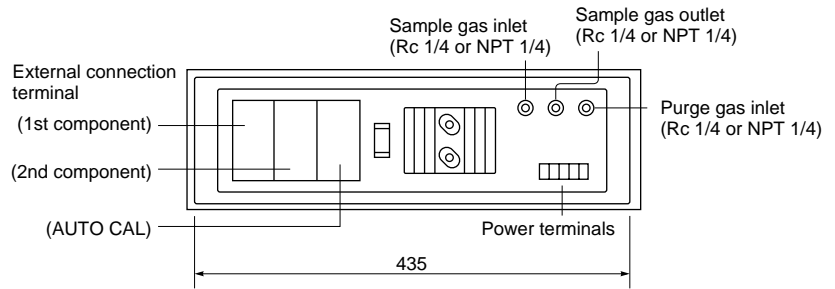 Sample gas outlet
(Rc 1/4 or NPT 1/4)
Sample gas inlet
(Rc 1/4 or NPT 1/4)
External connection
terminal
(1st component)
(2nd component)
(AUTO CAL)
Purge gas inlet
(Rc 1/4 or NPT 1/4)
Power terminals
435